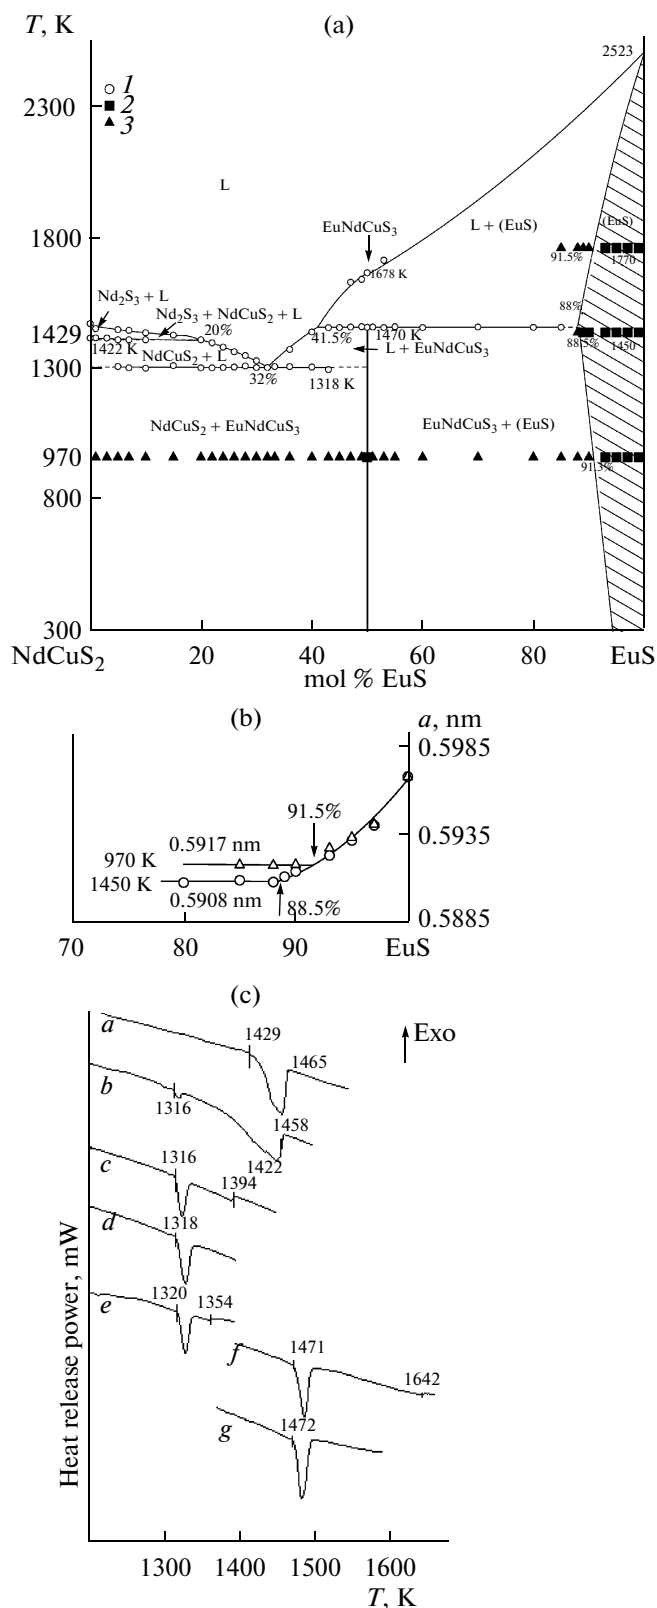 T, K
(a)
2523
1
2
3
2300
L
EuNdCuS₃
L + (EuS)
(EuS)
1800
91.5%
1770
1678 K
Nd₂S₃ + L
Nd₂S₃ + NdCuS₂ + L
20%
88%
1429
1422 K
41.5%
1470 K
88.5%
1450
NdCuS₂ + L
L + EuNdCuS₃
1300
32%
1318 K
NdCuS₂ + EuNdCuS₃
EuNdCuS₃ + (EuS)
970
91.3%
800
300
NdCuS₂
20
40
60
80
EuS
mol % EuS
(b)
a, nm
0.5985
91.5%
0.5935
0.5917 nm
970 K
1450 K
0.5908 nm
88.5%
0.5885
70
80
90
EuS
(c)
a
1429
Exo
1465
b
1316
1458
1422
c
1316
1394
d
1318
e
1320
1354
f
1471
1642
g
1472
Heat release power, mW
1300
1400
1500
1600
T, K